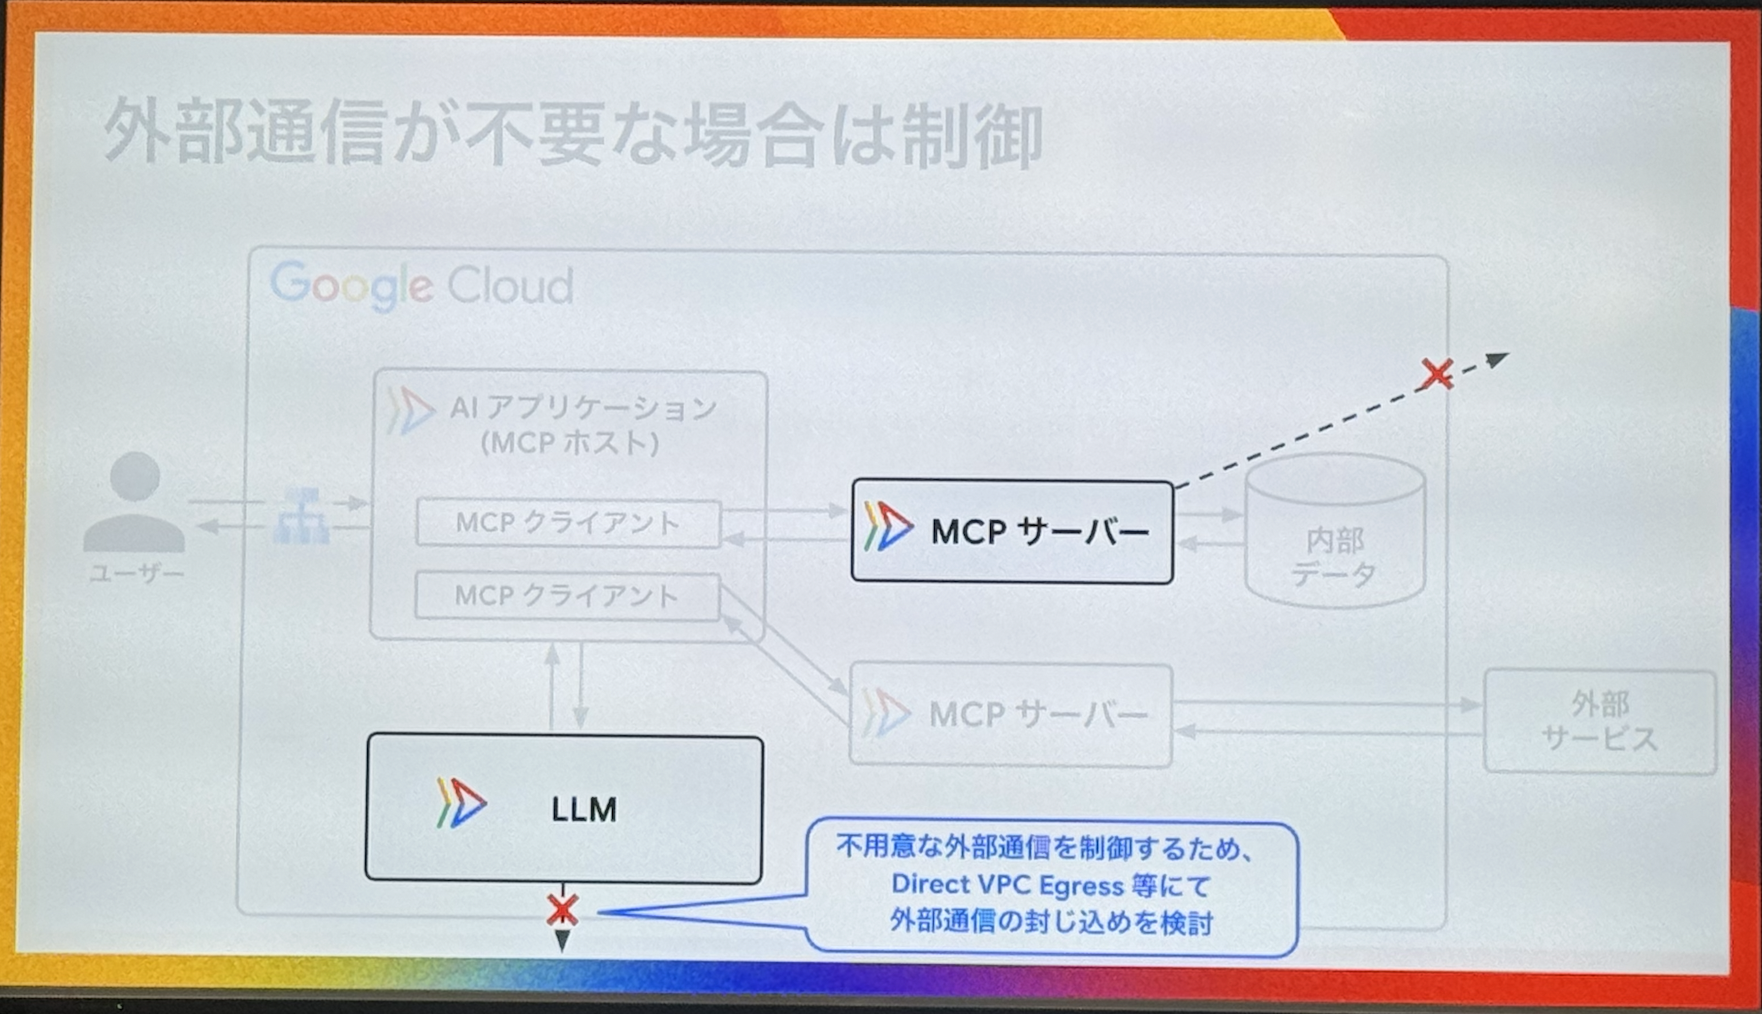 外部通信が不要な場合は制御
Google Cloud
AI アプリケーション
(MCP ホスト)
MCP クライアント
MCP クライアント
ユーザー
MCP サーバー
内部
データ
MCP サーバー
外部
サービス
LLM
不用意な外部通信を制御するため、
Direct VPC Egress 等にて
外部通信の封じ込めを検討